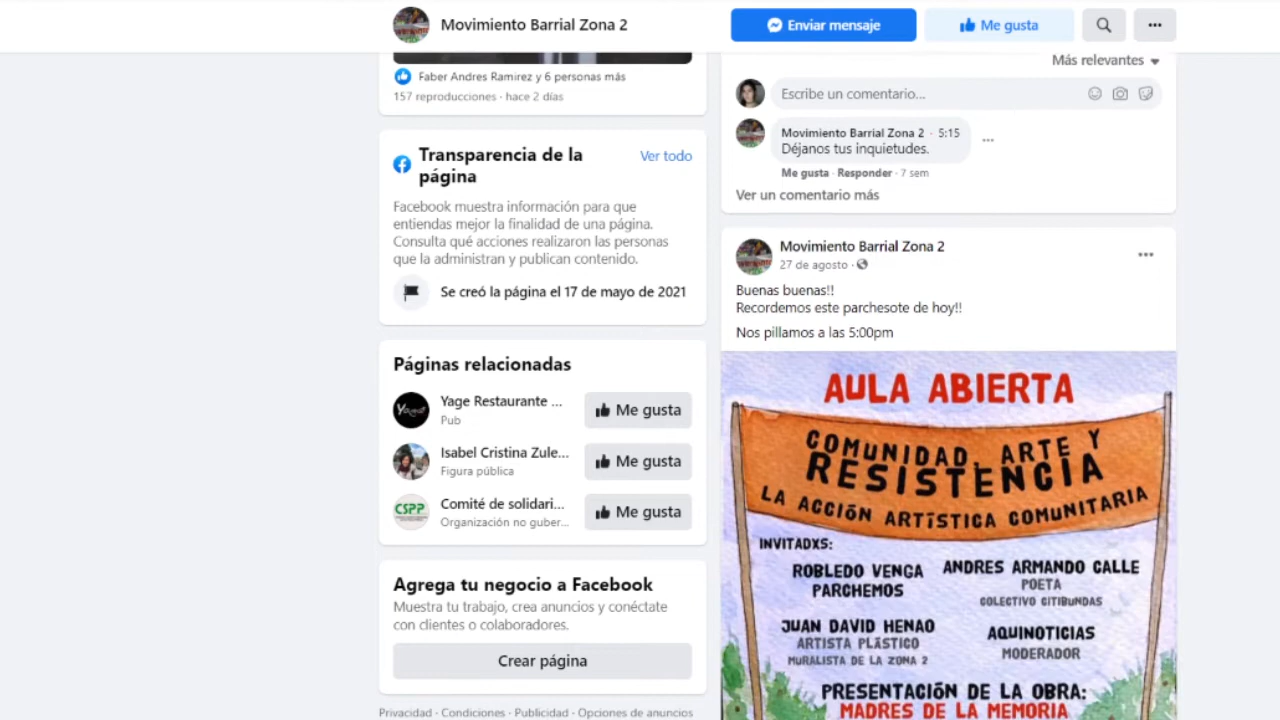 Movimiento Barrial Zona 2
Enviar mensaje
Me gusta
Faber Andres Ramirez y 6 personas más
157 reproducciones · hace 2 días
Transparencia de la
página
Ver todo
Facebook muestra información para que
entiendas mejor la finalidad de una página.
Consulta qué acciones realizaron las personas
que la administran y publican contenido.
Se creó la página el 17 de mayo de 2021
Páginas relacionadas
Yage Restaurante ...
Pub
Me gusta
Isabel Cristina Zule...
Figura pública
Me gusta
CSPP
Comité de solidari...
Organización no guber...
Me gusta
Agrega tu negocio a Facebook
Muestra tu trabajo, crea anuncios y conéctate
con clientes o colaboradores.
Crear página
Privacidad · Condiciones · Publicidad · Opciones de anuncios
Más relevantes
Escribe un comentario...
Movimiento Barrial Zona 2 · 5:15
Déjanos tus inquietudes.
Me gusta · Responder · 7 sem
Ver un comentario más
Movimiento Barrial Zona 2
27 de agosto ·
Buenas buenas!!
Recordemos este parchesote de hoy!!
Nos pillamos a las 5:00pm
AULA ABIERTA
COMUNIDAD, ARTE Y
RESISTENCIA
LA ACCIÓN ARTÍSTICA COMUNITARIA
INVITADXS:
ROBLEDO VENGA
PARCHEMOS
ANDRES ARMANDO CALLE
POETA
COLECTIVO CITIBUNDAS
JUAN DAVID HENAO
ARTISTA PLÁSTICO
MURALISTA DE LA ZONA 2
AQUINOTICIAS
MODERADOR
PRESENTACIÓN DE LA OBRA:
MADRES DE LA MEMORIA